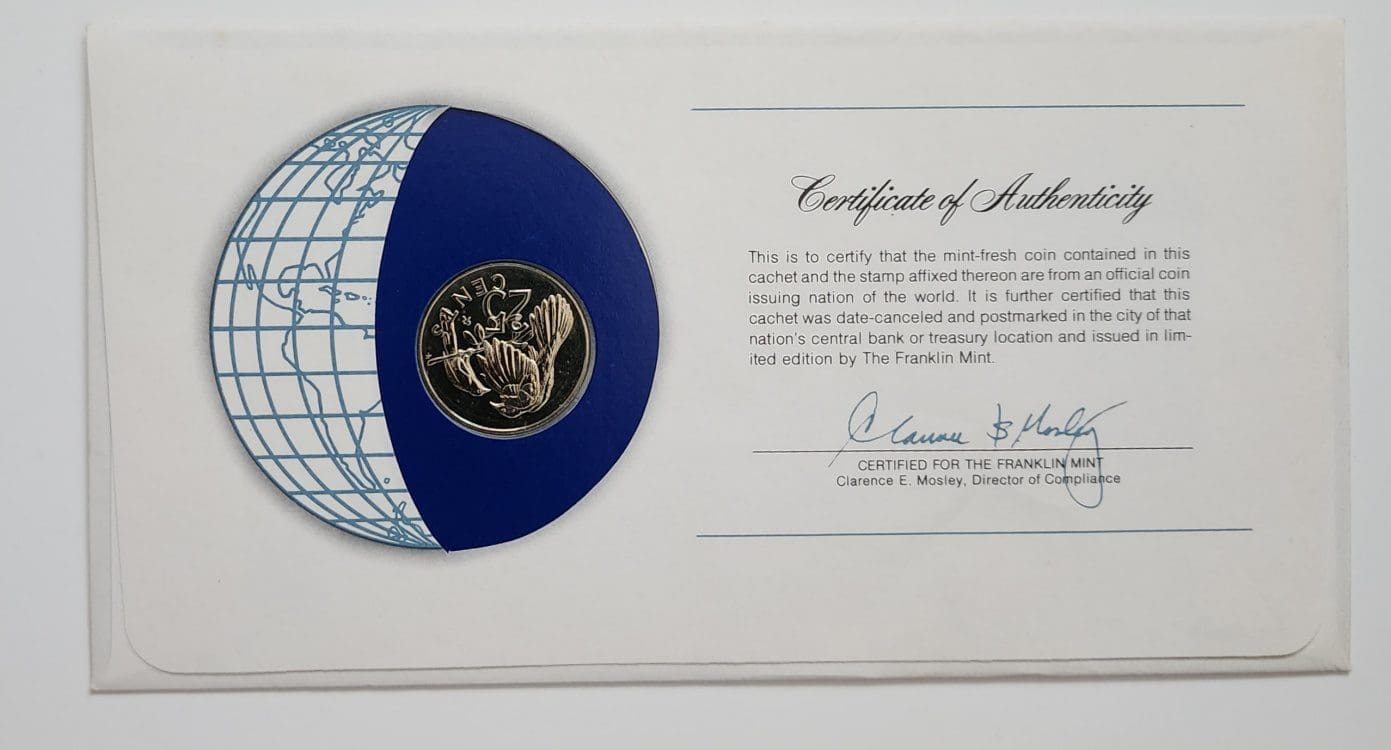 25
CENTS
Certificate of Authenticity
This is to certify that the mint-fresh coin contained in this
cachet and the stamp affixed thereon are from an official coin
issuing nation of the world. It is further certified that this
cachet was date-canceled and postmarked in the city of that
nation's central bank or treasury location and issued in lim-
ited edition by The Franklin Mint.
Clarence B Mosley
CERTIFIED FOR THE FRANKLIN MINT
Clarence E. Mosley, Director of Compliance